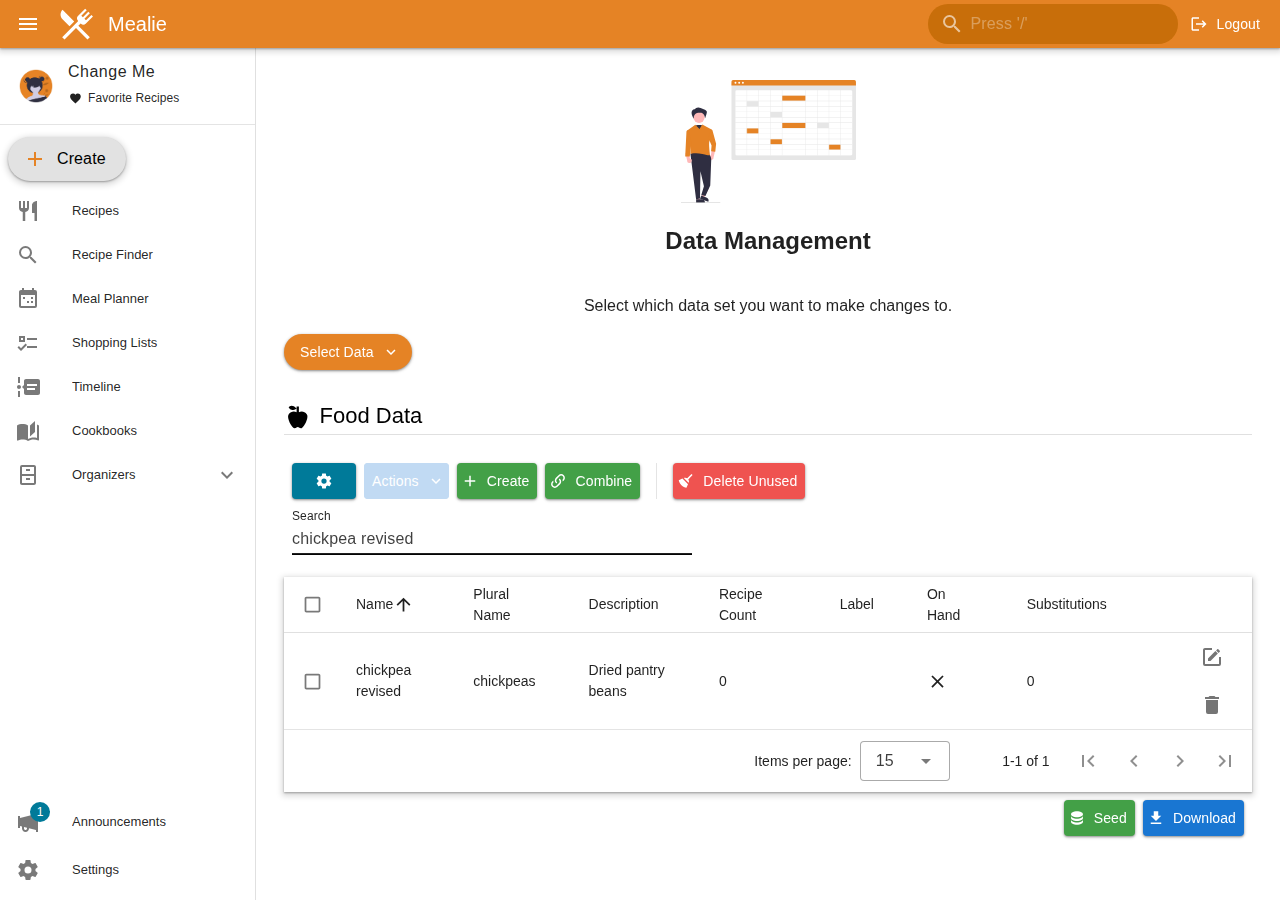 Mealie
Press '/'
Logout
Change Me
Favorite Recipes
Create
Recipes
Recipe Finder
Meal Planner
Shopping Lists
Timeline
Cookbooks
Organizers
1
Announcements
Settings
Data Management
Select which data set you want to make changes to.
Select Data
Food Data
Actions
Create
Combine
Delete Unused
Search
chickpea revised
Name
Plural
Name
Description
Recipe
Count
Label
On
Hand
Substitutions
chickpea
revised
chickpeas
Dried pantry
beans
0
0
Items per page:
15
1-1 of 1
Seed
Download